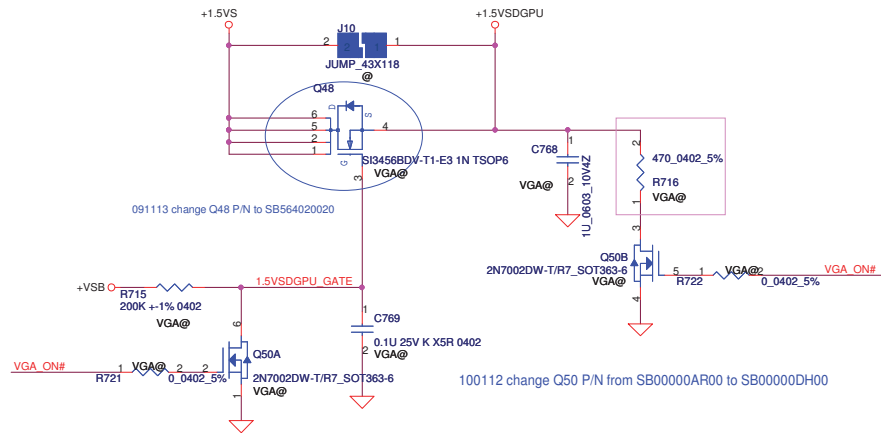 +1.5VS
+1.5VSDGPU
J10
2
2
1
1
JUMP_43X118
@
Q48
D
S
6
5
2
1
4
G
SI3456BDV-T1-E3 1N TSOP6
VGA@
3
C768
1
2
VGA@
1U_0603_10V4Z
2
470_0402_5%
R716
VGA@
1
091113 change Q48 P/N to SB564020020
3
Q50B
2N7002DW-T/R7_SOT363-6
VGA@
5
4
R722
1
VGA@
2
0_0402_5%
VGA_ON#
+VSB
R715
200K +-1% 0402
VGA@
1.5VSDGPU_GATE
1
C769
2
0.1U 25V K X5R 0402
VGA@
6
Q50A
2N7002DW-T/R7_SOT363-6
VGA@
1
VGA_ON#
1
VGA@
2
2
R721
0_0402_5%
100112 change Q50 P/N from SB00000AR00 to SB00000DH00